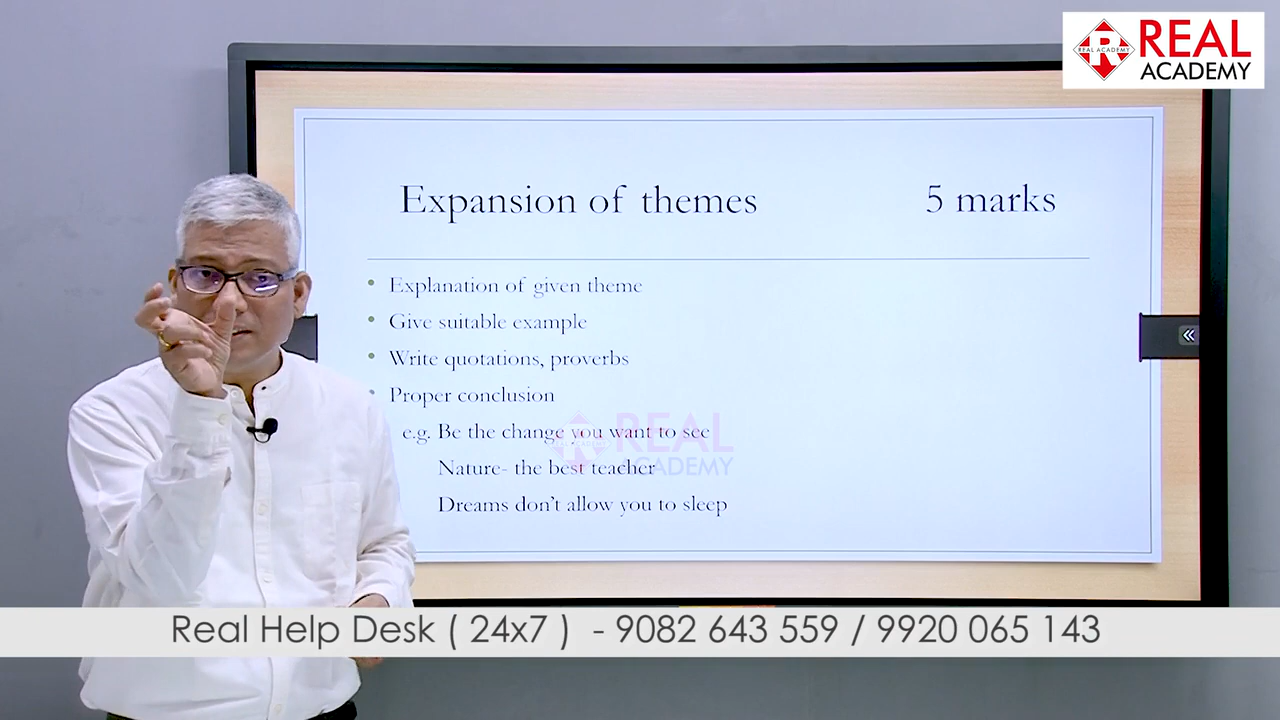 REAL ACADEMY
REAL
ACADEMY
Expansion of themes 5 marks
• Explanation of given theme
• Give suitable example
• Write quotations, proverbs
• Proper conclusion
e.g. Be the change you want to see
Nature- the best teacher
Dreams don't allow you to sleep
REAL
ACADEMY
Real Help Desk ( 24x7 ) - 9082 643 559 / 9920 065 143